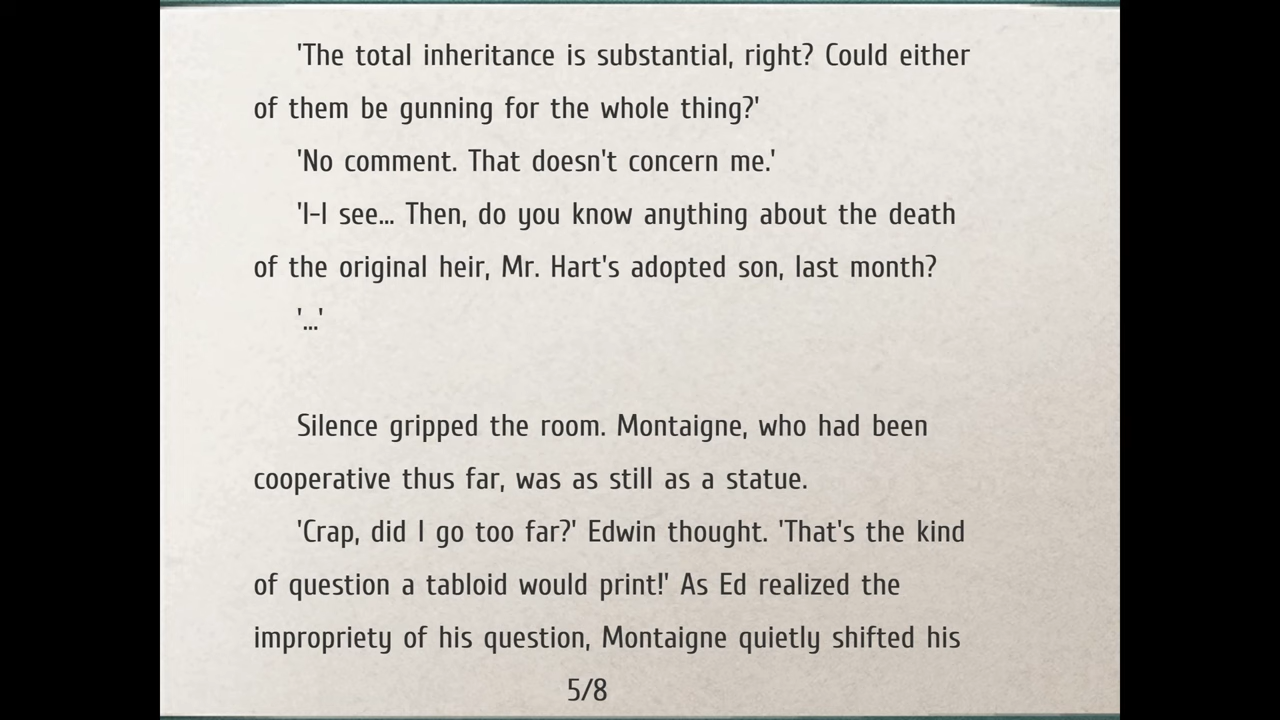 'The total inheritance is substantial, right? Could either
of them be gunning for the whole thing?'
'No comment. That doesn't concern me.'
'I-I see... Then, do you know anything about the death
of the original heir, Mr. Hart's adopted son, last month?
'...'
Silence gripped the room. Montaigne, who had been
cooperative thus far, was as still as a statue.
'Crap, did I go too far?' Edwin thought. 'That's the kind
of question a tabloid would print!' As Ed realized the
impropriety of his question, Montaigne quietly shifted his
5/8